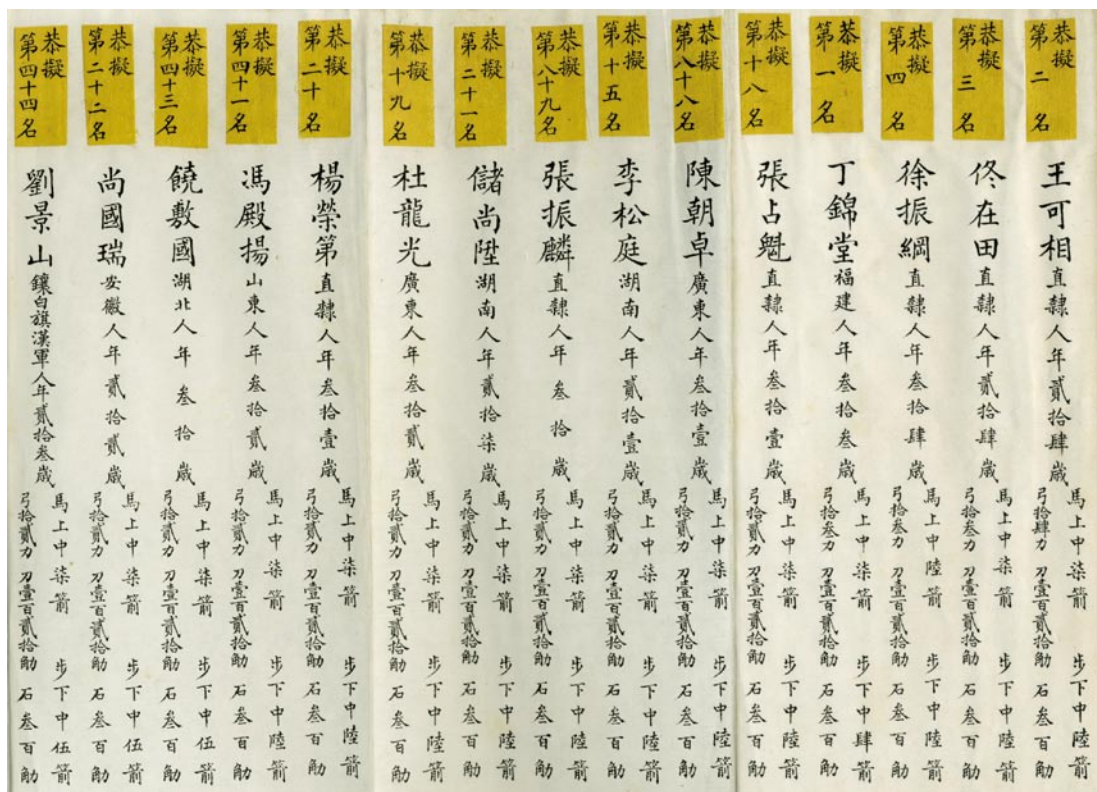 恭擬
第二名
王可相直隸人年貳拾肆歲
馬上中柒箭 步下中陸箭
弓拾肆力 刀壹百貳拾觔 石叁百觔
恭擬
第三名
佟在田直隸人年貳拾肆歲
馬上中柒箭 步下中陸箭
弓拾叁力 刀壹百貳拾觔 石叁百觔
恭擬
第四名
徐振綱直隸人年叁拾肆歲
馬上中陸箭 步下中陸箭
弓拾叁力 刀壹百貳拾觔 石叁百觔
恭擬
第一名
丁錦堂福建人年叁拾叁歲
馬上中柒箭 步下中肆箭
弓拾叁力 刀壹百貳拾觔 石叁百觔
恭擬
第十八名
張占魁直隸人年叁拾壹歲
馬上中柒箭 步下中陸箭
弓拾貳力 刀壹百貳拾觔 石叁百觔
恭擬
第八十八名
陳朝卓廣東人年叁拾壹歲
馬上中柒箭 步下中陸箭
弓拾貳力 刀壹百貳拾觔 石叁百觔
恭擬
第十五名
李松庭湖南人年貳拾壹歲
馬上中柒箭 步下中陸箭
弓拾貳力 刀壹百貳拾觔 石叁百觔
恭擬
第八十九名
張振麟直隸人年叁拾歲
馬上中柒箭 步下中陸箭
弓拾貳力 刀壹百貳拾觔 石叁百觔
恭擬
第二十一名
儲尚陞湖南人年貳拾柒歲
馬上中柒箭 步下中陸箭
弓拾貳力 刀壹百貳拾觔 石叁百觔
恭擬
第十九名
杜龍光廣東人年叁拾貳歲
馬上中柒箭 步下中陸箭
弓拾貳力 刀壹百貳拾觔 石叁百觔
恭擬
第二十名
楊榮第直隸人年叁拾壹歲
馬上中柒箭 步下中陸箭
弓拾貳力 刀壹百貳拾觔 石叁百觔
恭擬
第四十一名
馮殿揚山東人年叁拾貳歲
馬上中柒箭 步下中陸箭
弓拾貳力 刀壹百貳拾觔 石叁百觔
恭擬
第四十三名
饒敷國湖北人年叁拾歲
馬上中柒箭 步下中伍箭
弓拾貳力 刀壹百貳拾觔 石叁百觔
恭擬
第二十二名
尚國瑞安徽人年貳拾貳歲
馬上中柒箭 步下中伍箭
弓拾貳力 刀壹百貳拾觔 石叁百觔
恭擬
第四十四名
劉景山鑲白旗漢軍人年貳拾叁歲
馬上中柒箭 步下中伍箭
弓拾貳力 刀壹百貳拾觔 石叁百觔